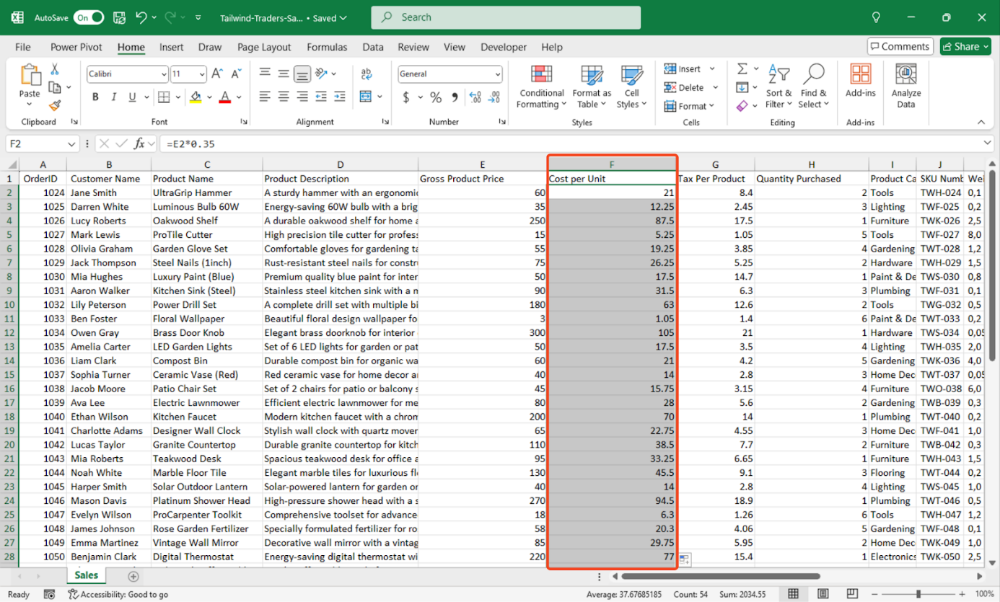 AutoSave On Tailwind-Traders-Sa... • Saved Search
File Power Pivot Home Insert Draw Page Layout Formulas Data Review View Developer Help Comments Share
Paste
Clipboard
Calibri 11
B I U A
Font
ab
Alignment
General
$ % ,
Number
Conditional Formatting
Format as Table
Cell Styles
Styles
Insert
Delete
Format
Cells
Sort & Filter
Find & Select
Editing
Add-ins
Add-ins
Analyze Data
F2 fx =E2*0.35
A B C D E F G H I J
1 OrderID Customer Name Product Name Product Description Gross Product Price Cost per Unit Tax Per Product Quantity Purchased Product Ca SKU Numb Wei
2 1024 Jane Smith UltraGrip Hammer A sturdy hammer with an ergonomi 60 21 8.4 2 Tools TWH-024 0,1
3 1025 Darren White Luminous Bulb 60W Energy-saving 60W bulb with a brig 35 12.25 2.45 3 Lighting TWF-025 0,2
4 1026 Lucy Roberts Oakwood Shelf A durable oakwood shelf for home a 250 87.5 17.5 1 Furniture TWK-026 2,5
5 1027 Mark Lewis ProTile Cutter High precision tile cutter for profes 15 5.25 1.05 5 Tools TWF-027 8,0
6 1028 Olivia Graham Garden Glove Set Comfortable gloves for gardening ta 55 19.25 3.85 4 Gardening TWT-028 1,2
7 1029 Jack Thompson Steel Nails (1inch) Rust-resistant steel nails for constr 75 26.25 5.25 2 Hardware TWH-029 1,5
8 1030 Mia Hughes Luxury Paint (Blue) Premium quality blue paint for inter 50 17.5 14.7 1 Paint & De TWS-030 0,8
9 1031 Aaron Walker Kitchen Sink (Steel) Stainless steel kitchen sink with a m 90 31.5 6.3 3 Plumbing TWF-031 0,1
10 1032 Lily Peterson Power Drill Set A complete drill set with multiple bi 180 63 12.6 2 Tools TWG-032 0,5
11 1033 Ben Foster Floral Wallpaper Beautiful floral design wallpaper fo 3 1.05 1.4 6 Paint & De TWT-033 0,2
12 1034 Owen Gray Brass Door Knob Elegant brass doorknob for interior 300 105 21 1 Hardware TWS-034 0,05
13 1035 Amelia Carter LED Garden Lights Set of 6 LED lights for garden or pat 50 17.5 3.5 4 Lighting TWH-035 2,0
14 1036 Liam Clark Compost Bin Durable compost bin for organic wa 60 21 4.2 5 Gardening TWK-036 4,0
15 1037 Sophia Turner Ceramic Vase (Red) Red ceramic vase for home decor a 40 14 2.8 3 Home Dec TWT-037 0,05
16 1038 Jacob Moore Patio Chair Set Set of 2 chairs for patio or balcony s 45 15.75 3.15 4 Furniture TWO-038 6,0
17 1039 Ava Lee Electric Lawnmower Efficient electric lawnmower for me 80 28 5.6 2 Gardening TWB-039 0,3
18 1040 Ethan Wilson Kitchen Faucet Modern kitchen faucet with a chrom 200 70 14 1 Plumbing TWT-040 0,2
19 1041 Charlotte Adams Designer Wall Clock Stylish wall clock with quartz mover 65 22.75 4.55 3 Home Dec TWF-041 1,0
20 1042 Lucas Taylor Granite Countertop Durable granite countertop for kitch 110 38.5 7.7 2 Furniture TWB-042 0,3
21 1043 Mia Roberts Teakwood Desk Spacious teakwood desk for office a 95 33.25 6.65 1 Furniture TWH-043 1,5
22 1044 Noah White Marble Floor Tile Elegant marble tiles for luxurious fl 130 45.5 9.1 3 Flooring TWT-044 0,2
23 1045 Harper Smith Solar Outdoor Lantern Solar-powered lantern for garden or 40 14 2.8 4 Lighting TWS-045 1,0
24 1046 Mason Davis Platinum Shower Head High-pressure shower head with a s 270 94.5 18.9 1 Plumbing TWT-046 0,5
25 1047 Evelyn Wilson ProCarpenter Toolkit Comprehensive toolset for advance 18 6.3 1.26 6 Tools TWH-047 1,2
26 1048 James Johnson Rose Garden Fertilizer Specially formulated fertilizer for ro 58 20.3 4.06 5 Gardening TWF-048 0,1
27 1049 Emma Martinez Vintage Wall Mirror Decorative wall mirror with a vintag 85 29.75 5.95 2 Home Dec TWK-049 1,0
28 1050 Benjamin Clark Digital Thermostat Energy-saving digital thermostat wi 220 77 15.4 1 Electronics TWK-050 2,5
Sales
Ready Accessibility: Good to go Average: 37.67685185 Count: 54 Sum: 2034.55 100%